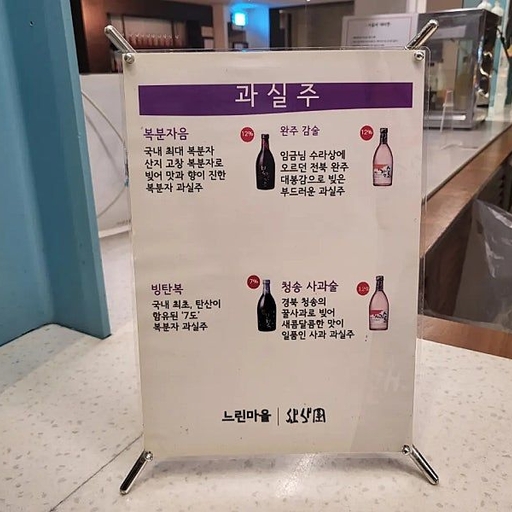 과실주
복분자음
12%
국내 최대 복분자
산지 고창 복분자로
빚어 맛과 향이 진한
복분자 과실주
완주 감술
12%
임금님 수라상에
오르던 전북 완주
대봉감으로 빚은
부드러운 과실주
빙탄복
7%
국내 최초, 탄산이
함유된 '7도'
복분자 과실주
청송 사과술
12%
경북 청송의
꿀사과로 빚어
새콤달콤한 맛이
일품인 사과 과실주
느린마을